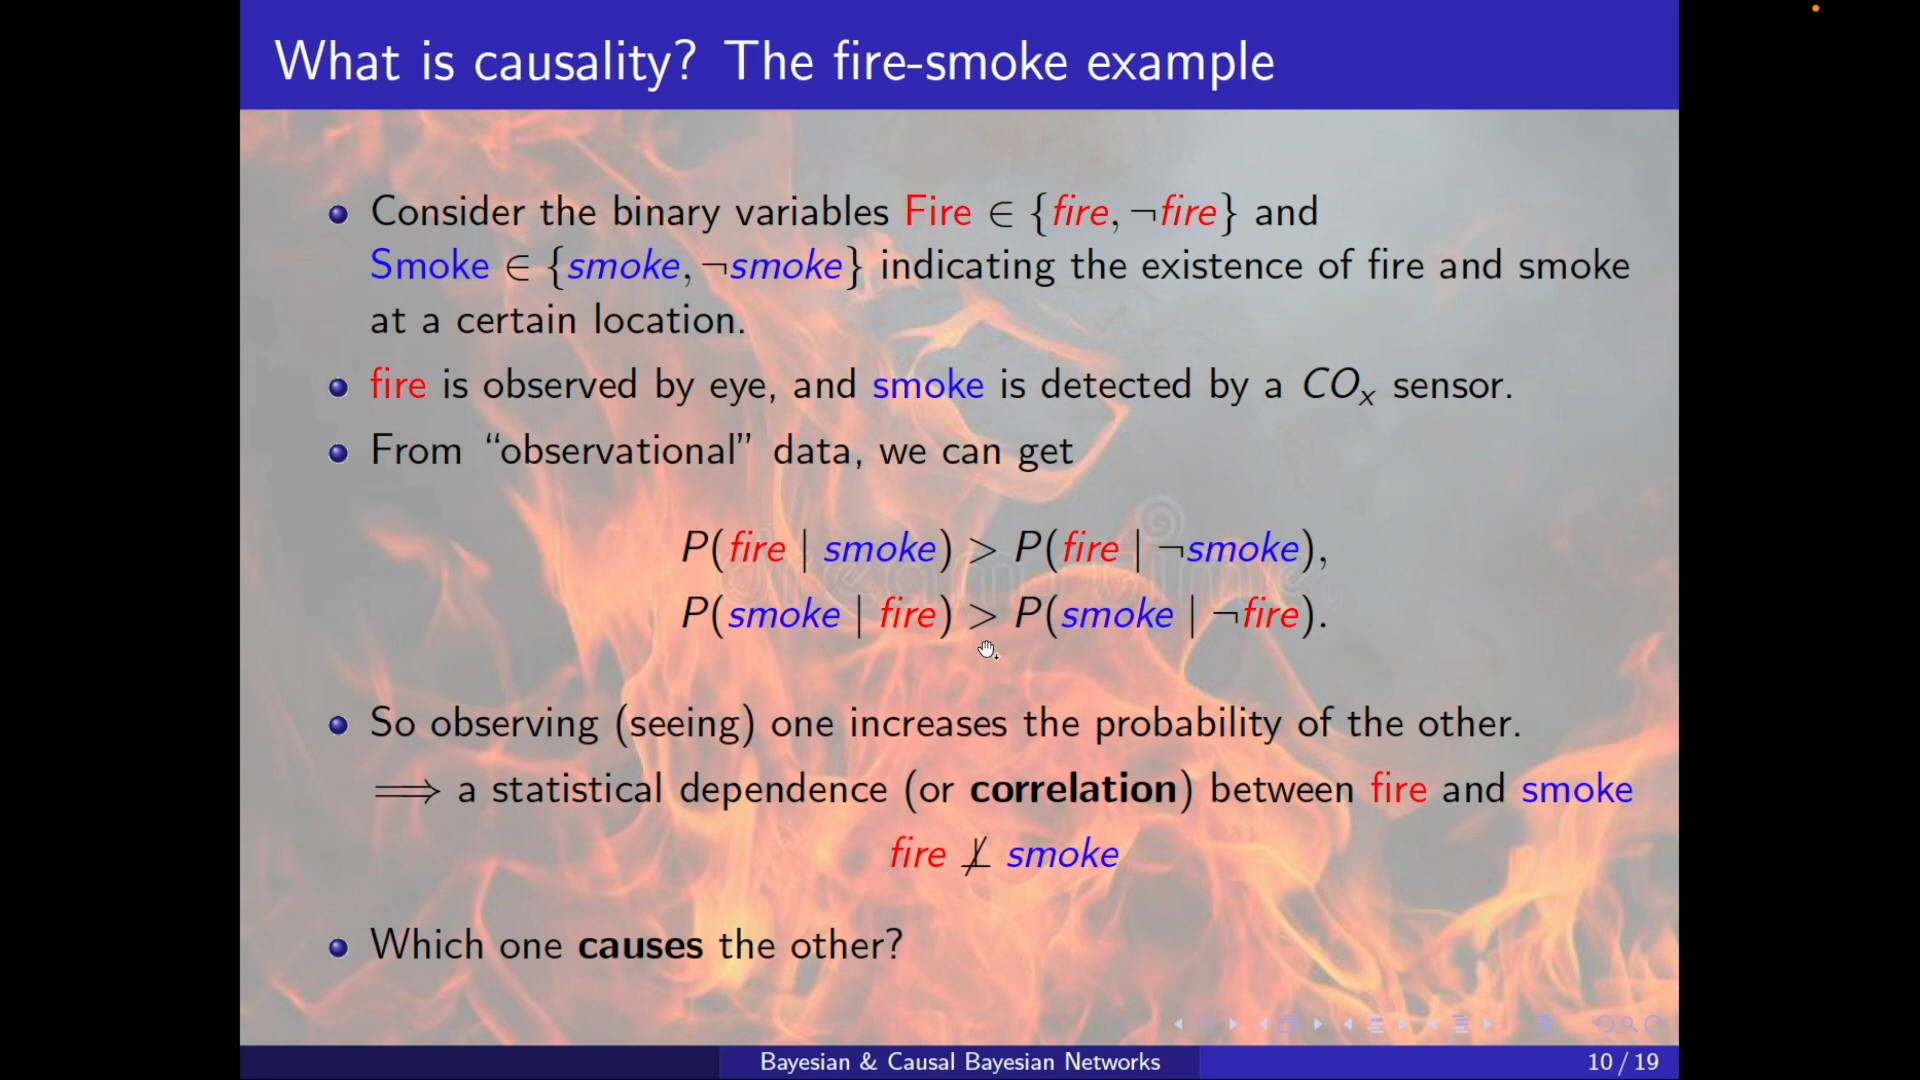 What is causality? The fire-smoke example
Consider the binary variables Fire ∈ {fire, ¬fire} and
Smoke ∈ {smoke, ¬smoke} indicating the existence of fire and smoke
at a certain location.
fire is observed by eye, and smoke is detected by a COₓ sensor.
From “observational” data, we can get
P(fire | smoke) > P(fire | ¬smoke),
P(smoke | fire) > P(smoke | ¬fire).
So observing (seeing) one increases the probability of the other.
⟹ a statistical dependence (or correlation) between fire and smoke
fire ⊥̸ smoke
Which one causes the other?
Bayesian & Causal Bayesian Networks
10 / 19